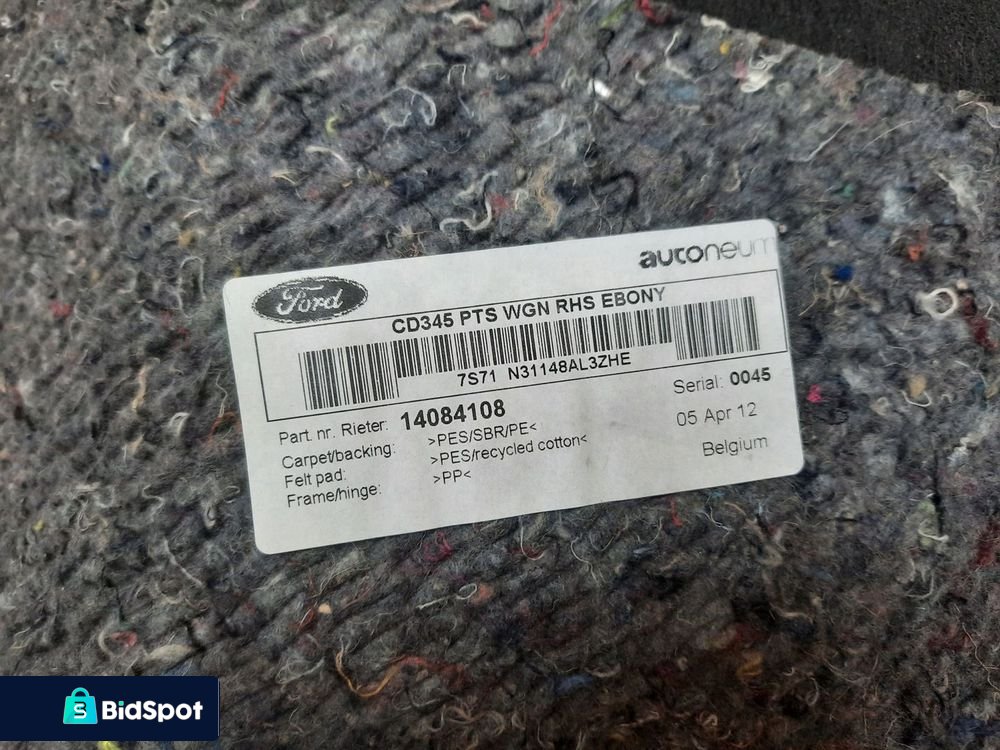 Ford
autoneum
CD345 PTS WGN RHS EBONY
7S71 N31148AL3ZHE
Part. nr. Rieter: 14084108
Serial: 0045
Carpet/backing: >PES/SBR/PE<
05 Apr 12
Felt pad: >PES/recycled cotton<
Belgium
Frame/hinge: >PP<
BidSpot